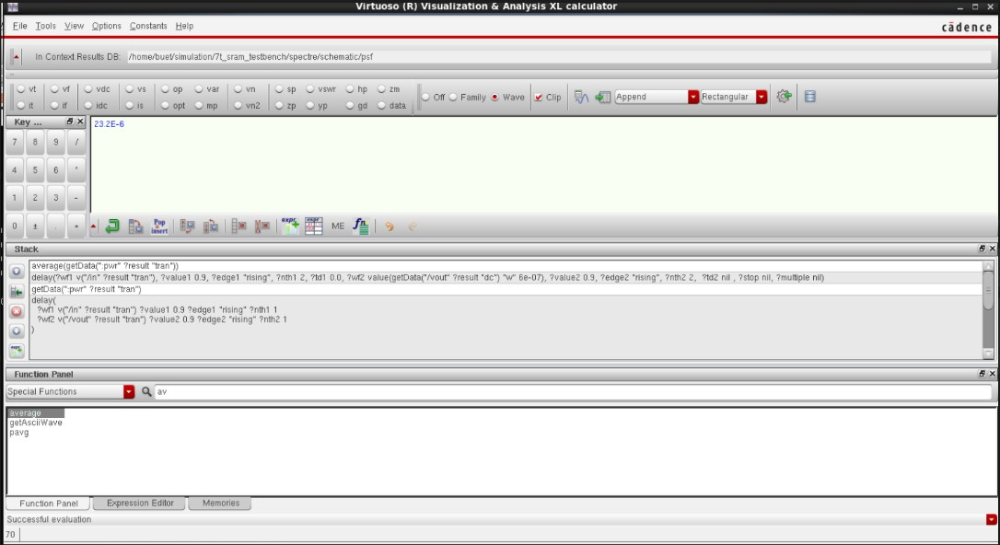 Virtuoso (R) Visualization & Analysis XL calculator
File Tools View Options Constants Help
cādence
In Context Results DB: /home/buet/simulation/7t_sram_testbench/spectre/schematic/psf
vt vf vdc vs op var vn sp vswr hp zm
it if idc is opt mp vn2 zp yp gd data
Off Family Wave Clip Append Rectangular
Key ...
23.2E-6
7 8 9 /
4 5 6 *
1 2 3 -
0 ± . +
Pop insert
expr
expr
ME
fn
Stack
average(getData(":pwr" ?result "tran"))
delay(?wf1 v("/in" ?result "tran"), ?value1 0.9, ?edge1 "rising", ?nth1 2, ?td1 0.0, ?wf2 value(getData("/vout" ?result "dc") "w" 6e-07), ?value2 0.9, ?edge2 "rising", ?nth2 2, ?td2 nil , ?stop nil, ?multiple nil)
getData(":pwr" ?result "tran")
delay(
?wf1 v("/in" ?result "tran") ?value1 0.9 ?edge1 "rising" ?nth1 1
?wf2 v("/vout" ?result "tran") ?value2 0.9 ?edge2 "rising" ?nth2 1
)
expr
Function Panel
Special Functions av
average
getAsciiWave
pavg
Function Panel Expression Editor Memories
Successful evaluation
70